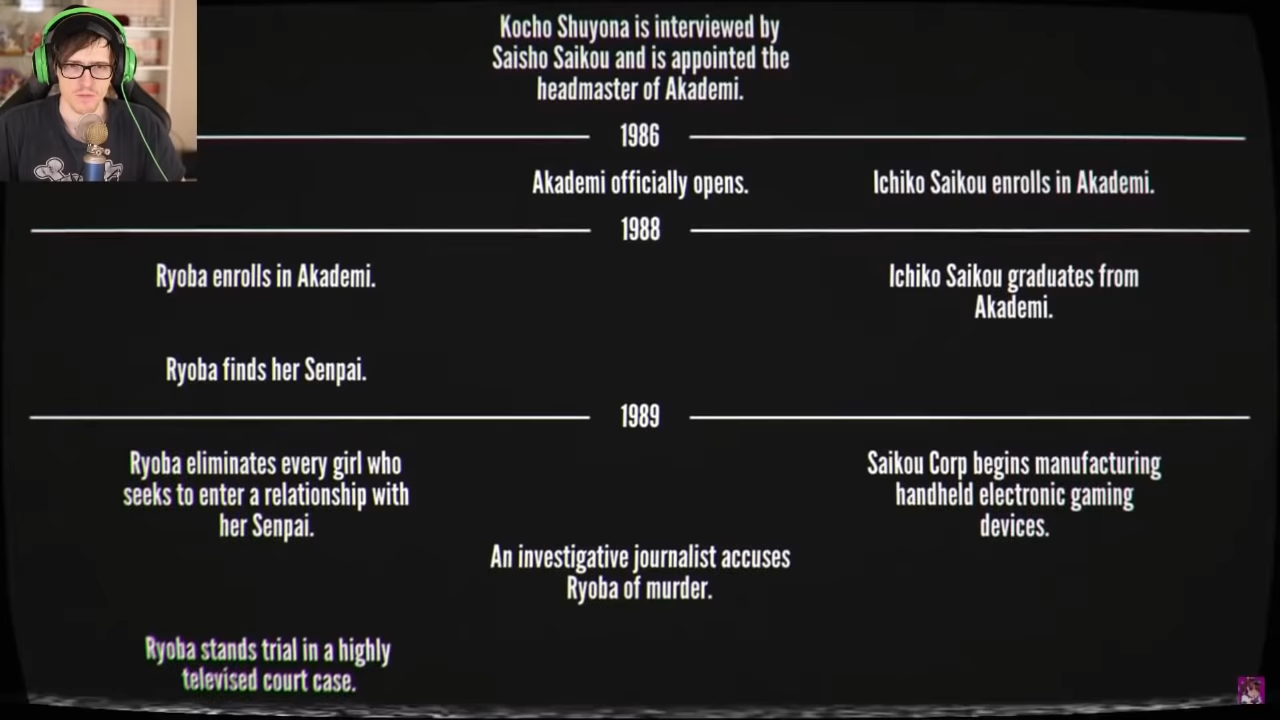 Kocho Shuyona is interviewed by
Saisho Saikou and is appointed the
headmaster of Akademi.
1986
Akademi officially opens.
Ichiko Saikou enrolls in Akademi.
1988
Ryoba enrolls in Akademi.
Ichiko Saikou graduates from
Akademi.
Ryoba finds her Senpai.
1989
Ryoba eliminates every girl who
seeks to enter a relationship with
her Senpai.
Saikou Corp begins manufacturing
handheld electronic gaming
devices.
An investigative journalist accuses
Ryoba of murder.
Ryoba stands trial in a highly
televised court case.